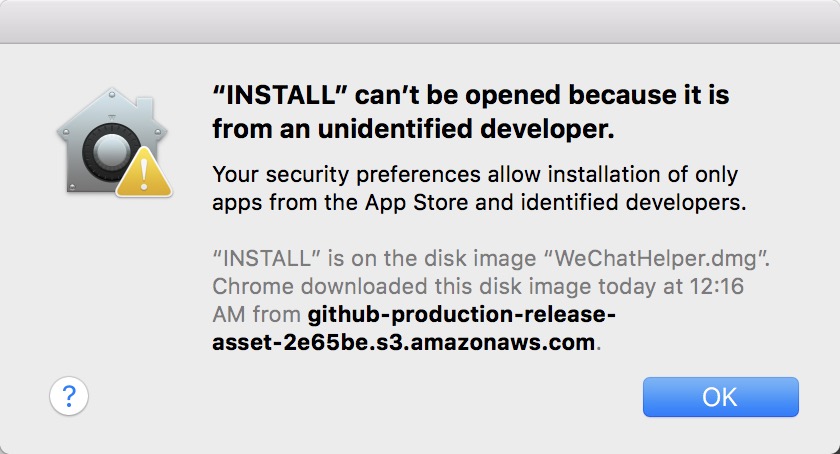 “INSTALL” can’t be opened because it is
from an unidentified developer.
Your security preferences allow installation of only
apps from the App Store and identified developers.
“INSTALL” is on the disk image “WeChatHelper.dmg”.
Chrome downloaded this disk image today at 12:16
AM from github-production-release-
asset-2e65be.s3.amazonaws.com.
?
OK